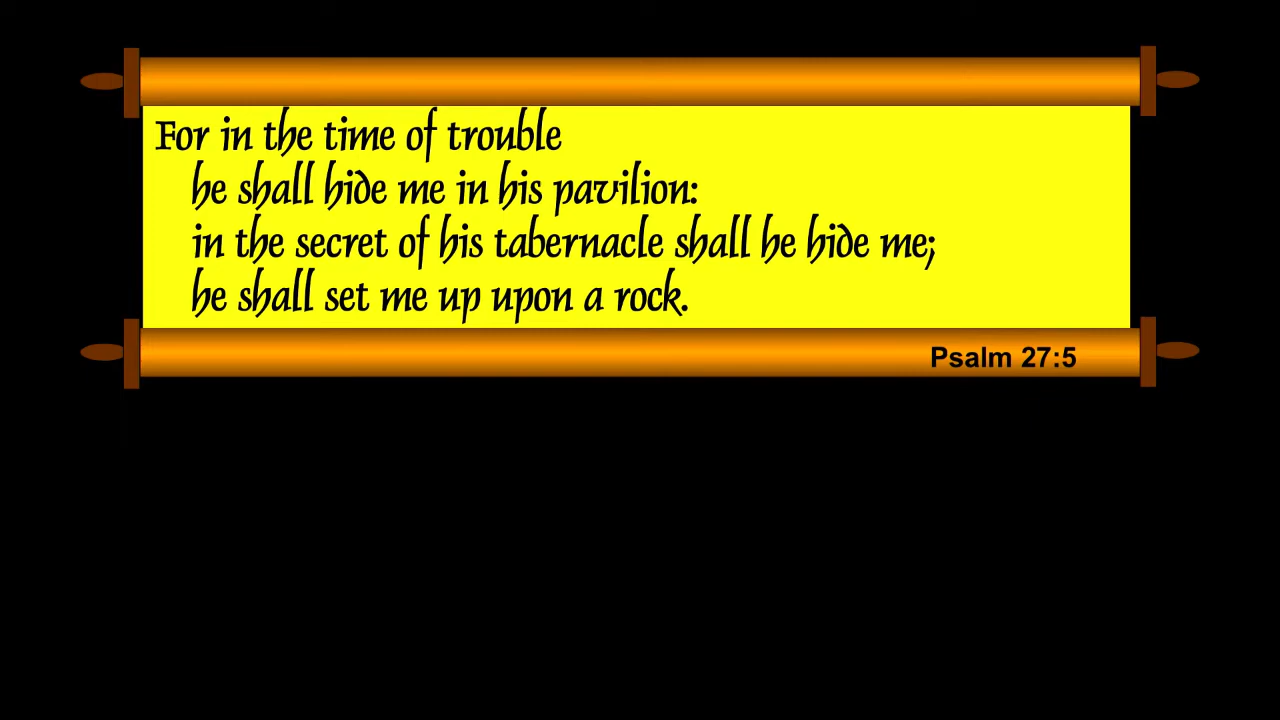 For in the time of trouble
he shall hide me in his pavilion:
in the secret of his tabernacle shall he hide me;
he shall set me up upon a rock.
Psalm 27:5